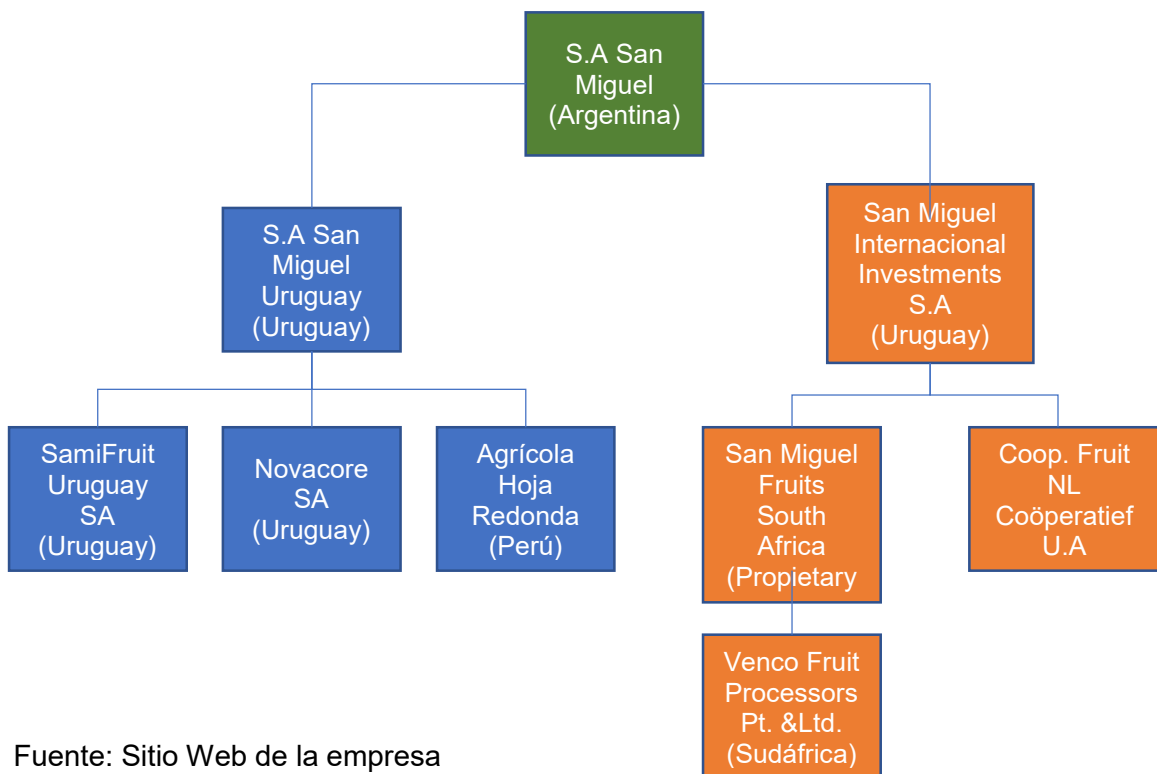 S.A San
Miguel
(Argentina)
S.A San
Miguel
Uruguay
(Uruguay)
San Miguel
Internacional
Investments
S.A
(Uruguay)
SamiFruit
Uruguay
SA
(Uruguay)
Novacore
SA
(Uruguay)
Agrícola
Hoja
Redonda
(Perú)
San Miguel
Fruits
South
Africa
(Propietary
Coop. Fruit
NL
Coöperatief
U.A
Venco Fruit
Processors
Pt. &Ltd.
(Sudáfrica)
Fuente: Sitio Web de la empresa